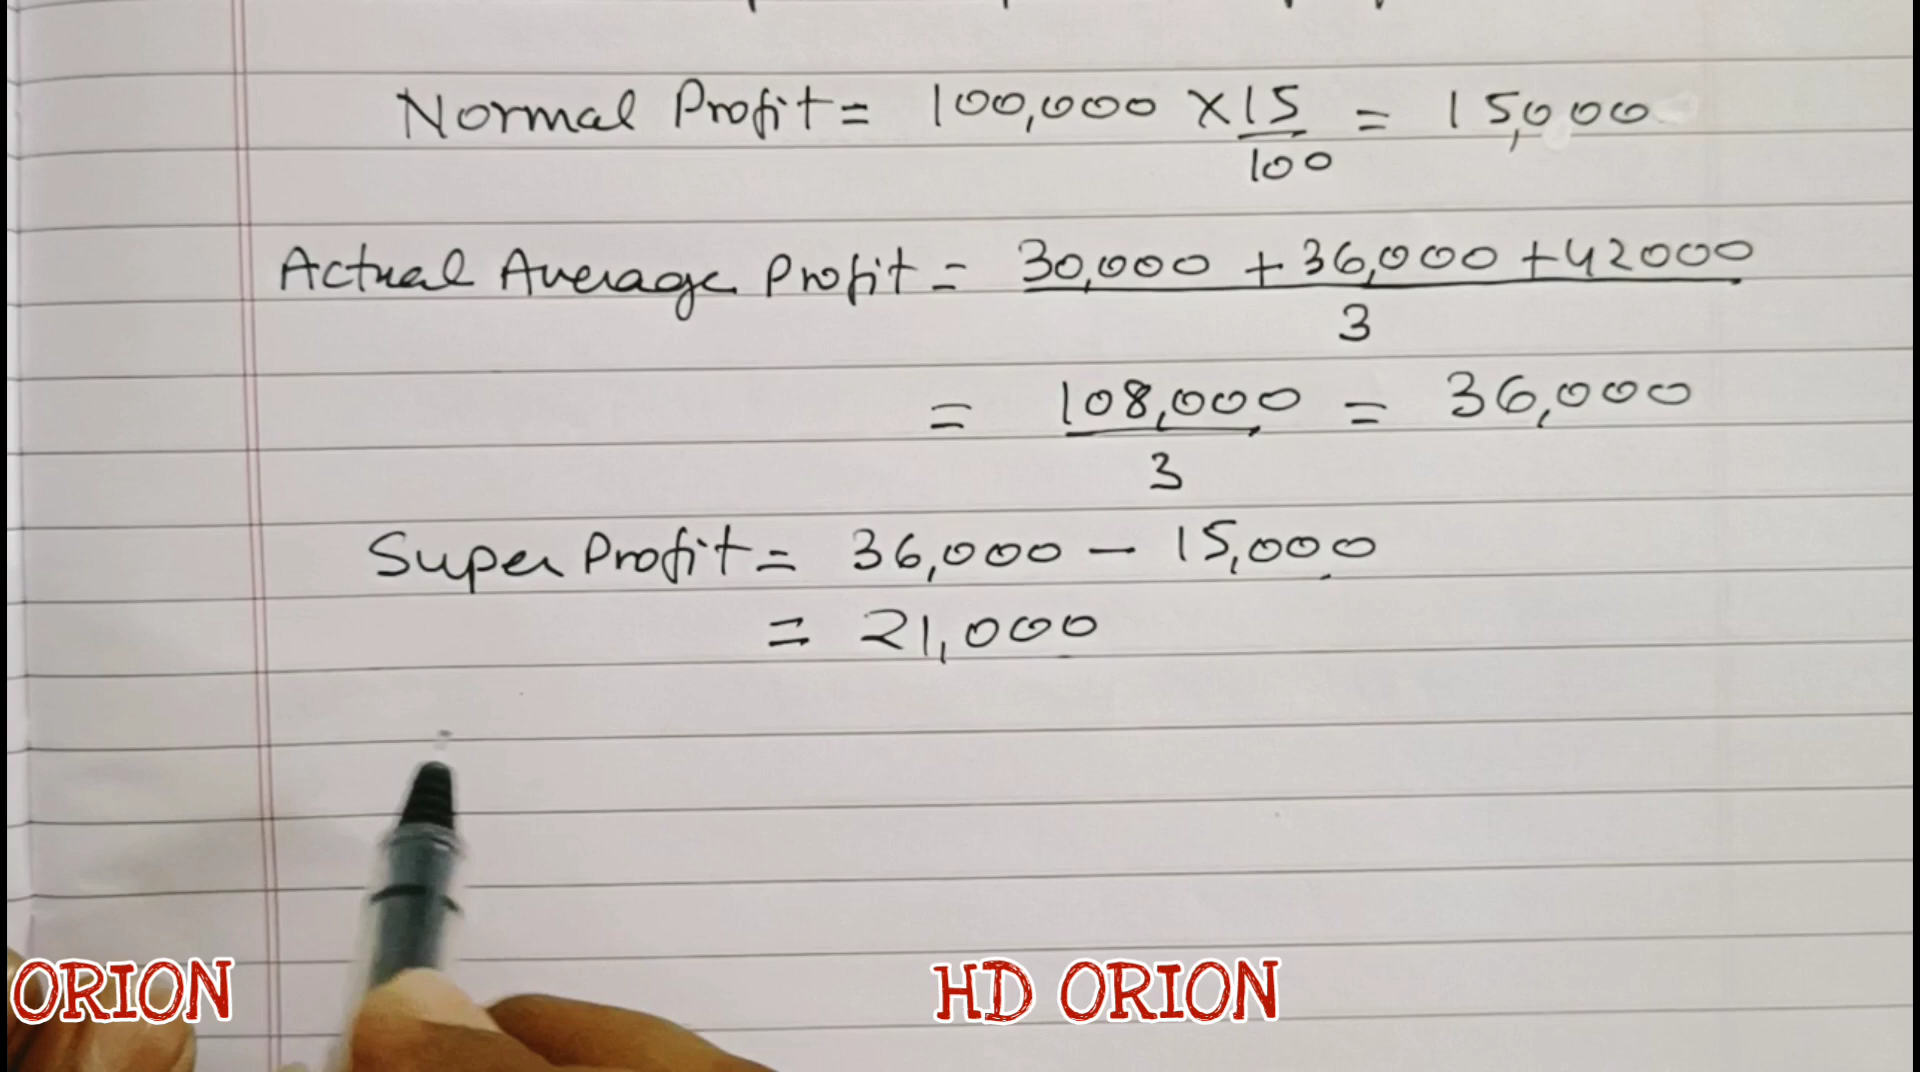 Normal Profit = 100,000 × 15/100 = 15,000
Actual Average Profit = 30,000 + 36,000 + 42000 / 3
= 108,000 / 3 = 36,000
Super Profit = 36,000 − 15,000
= 21,000
ORION HD ORION